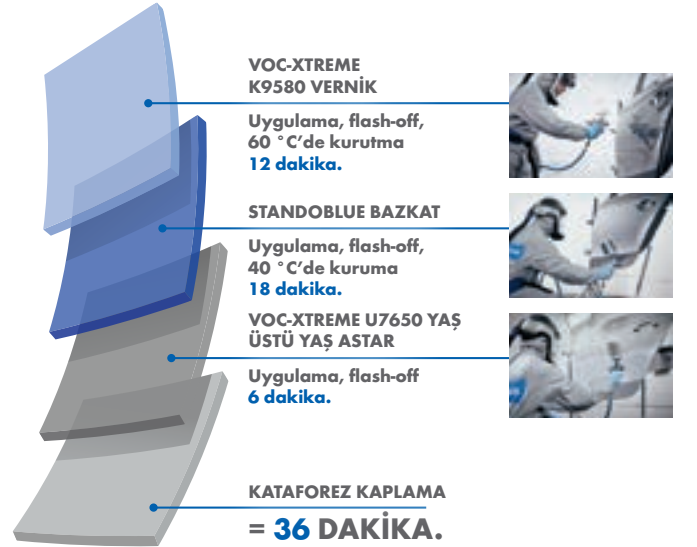 VOC-XTREME
K9580 VERNİK
Uygulama, flash-off,
60 °C’de kurutma
12 dakika.
STANDOBLUE BAZKAT
Uygulama, flash-off,
40 °C’de kuruma
18 dakika.
VOC-XTREME U7650 YAŞ
ÜSTÜ YAŞ ASTAR
Uygulama, flash-off
6 dakika.
KATAFOREZ KAPLAMA
= 36 DAKİKA.